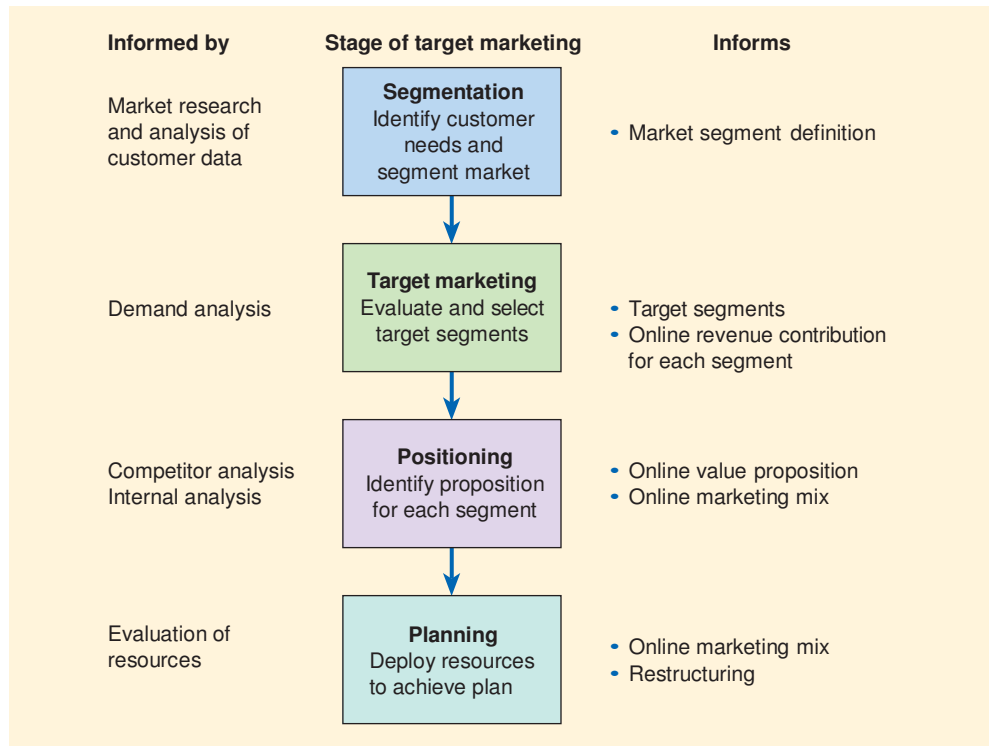 Informed by
Stage of target marketing
Informs
Market research
and analysis of
customer data
Segmentation
Identify customer
needs and
segment market
• Market segment definition
Demand analysis
Target marketing
Evaluate and select
target segments
• Target segments
• Online revenue contribution
for each segment
Competitor analysis
Internal analysis
Positioning
Identify proposition
for each segment
• Online value proposition
• Online marketing mix
Evaluation of
resources
Planning
Deploy resources
to achieve plan
• Online marketing mix
• Restructuring